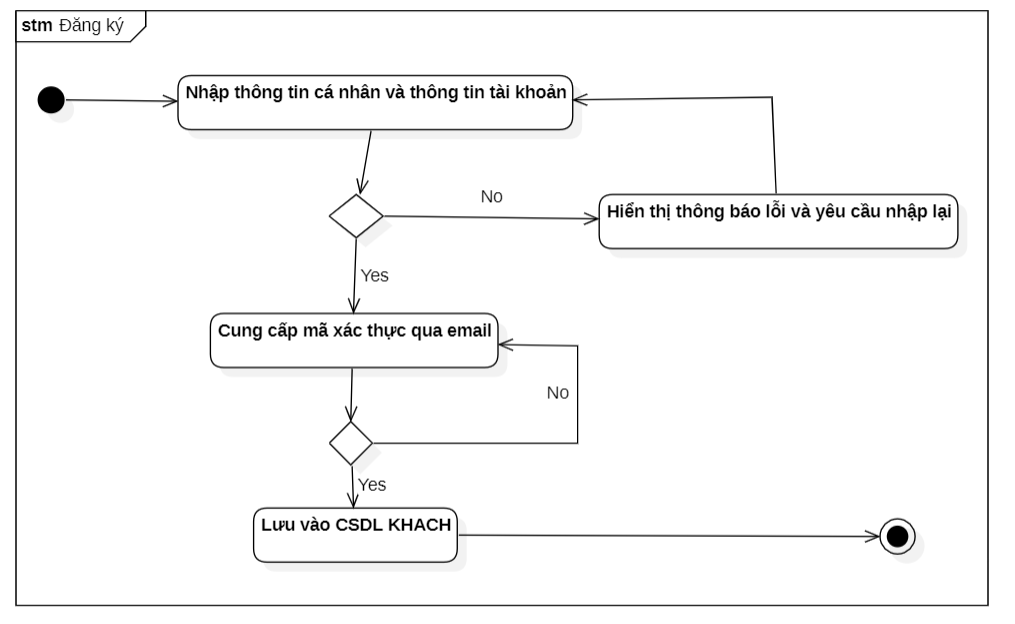 stm Đăng ký
Nhập thông tin cá nhân và thông tin tài khoản
No
Hiển thị thông báo lỗi và yêu cầu nhập lại
Yes
Cung cấp mã xác thực qua email
No
Yes
Lưu vào CSDL KHACH